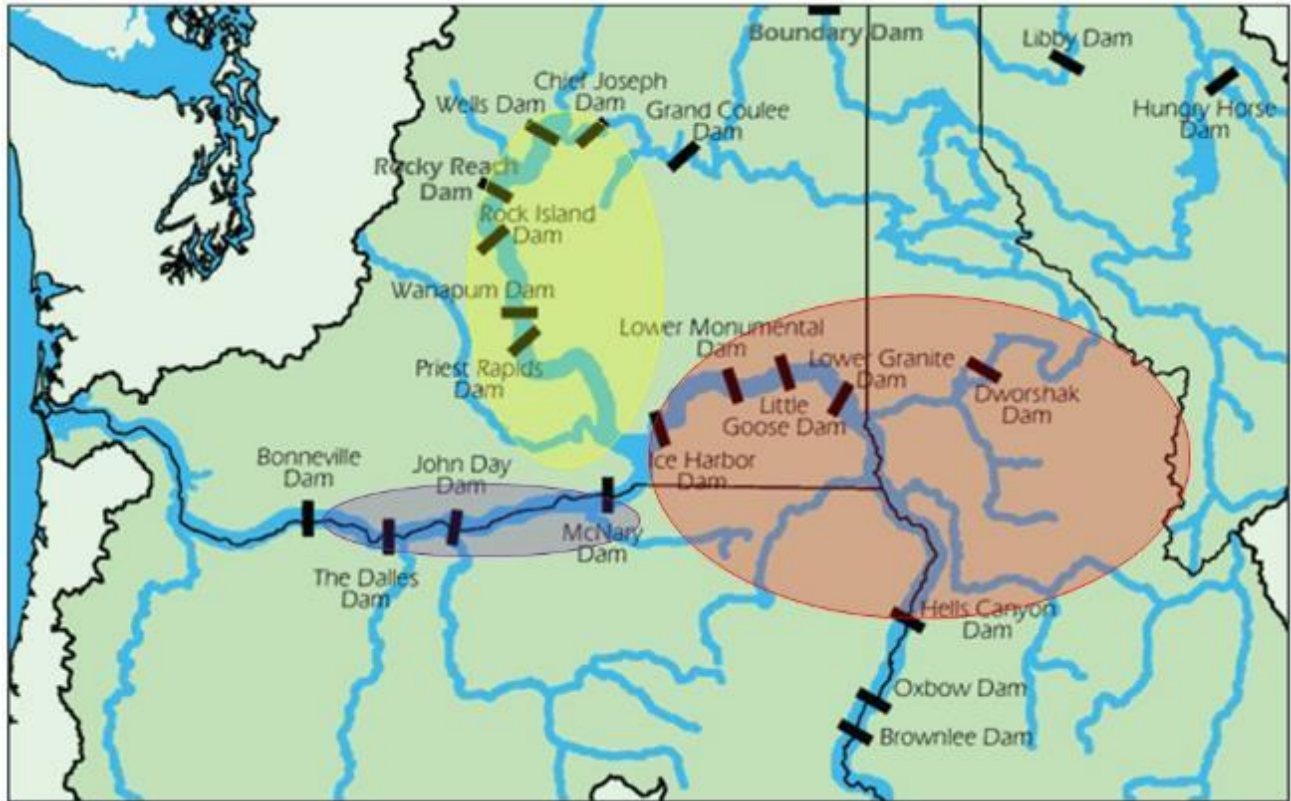 Boundary Dam
Libby Dam
Hungry Horse
Dam
Chief Joseph
Dam
Wells Dam
Grand Coulee
Dam
Rocky Reach
Dam
Rock Island
Dam
Wanapum Dam
Priest Rapids
Dam
Lower Monumental
Dam
Lower Granite
Dam
Little
Goose Dam
Dworshak
Dam
Ice Harbor
Dam
Bonneville
Dam
John Day
Dam
McNary
Dam
The Dalles
Dam
Hells Canyon
Dam
Oxbow Dam
Brownlee Dam